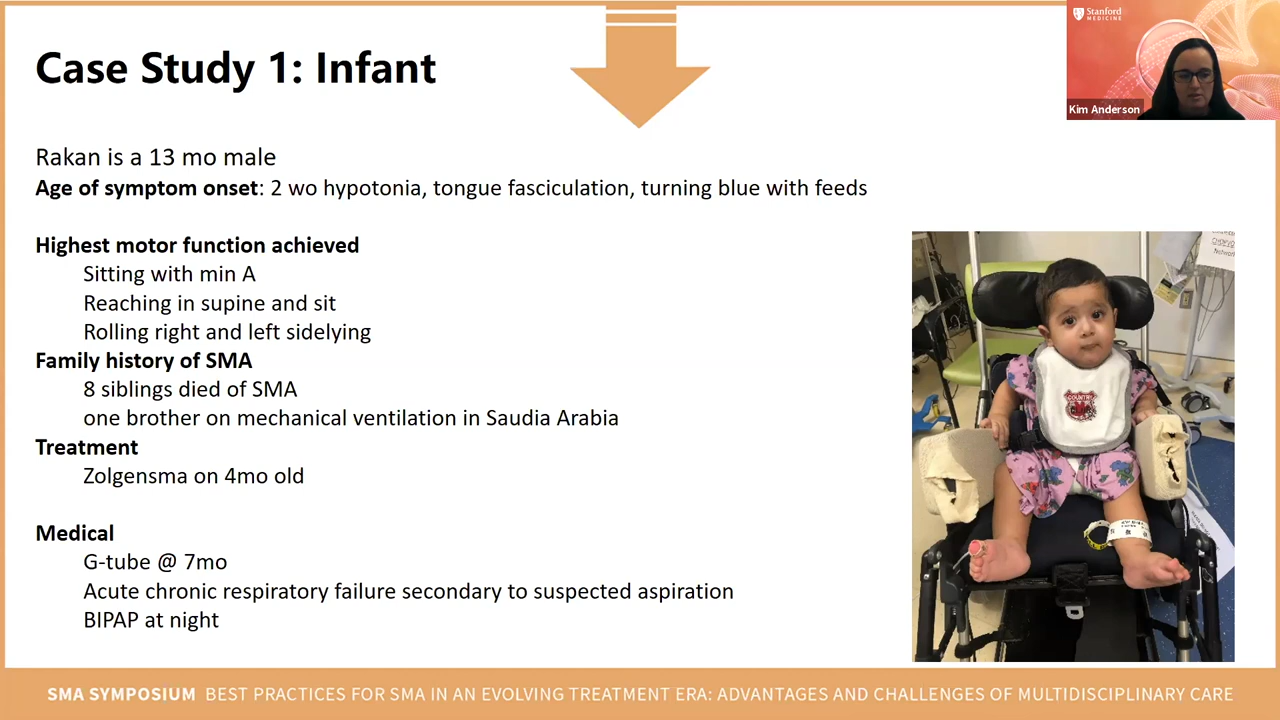 Stanford
MEDICINE
Kim Anderson
Case Study 1: Infant
Rakan is a 13 mo male
Age of symptom onset: 2 wo hypotonia, tongue fasciculation, turning blue with feeds
Highest motor function achieved
Sitting with min A
Reaching in supine and sit
Rolling right and left sidelying
Family history of SMA
8 siblings died of SMA
one brother on mechanical ventilation in Saudia Arabia
Treatment
Zolgensma on 4mo old
Medical
G-tube @ 7mo
Acute chronic respiratory failure secondary to suspected aspiration
BIPAP at night
COUNTRY
SMA SYMPOSIUM BEST PRACTICES FOR SMA IN AN EVOLVING TREATMENT ERA: ADVANTAGES AND CHALLENGES OF MULTIDISCIPLINARY CARE